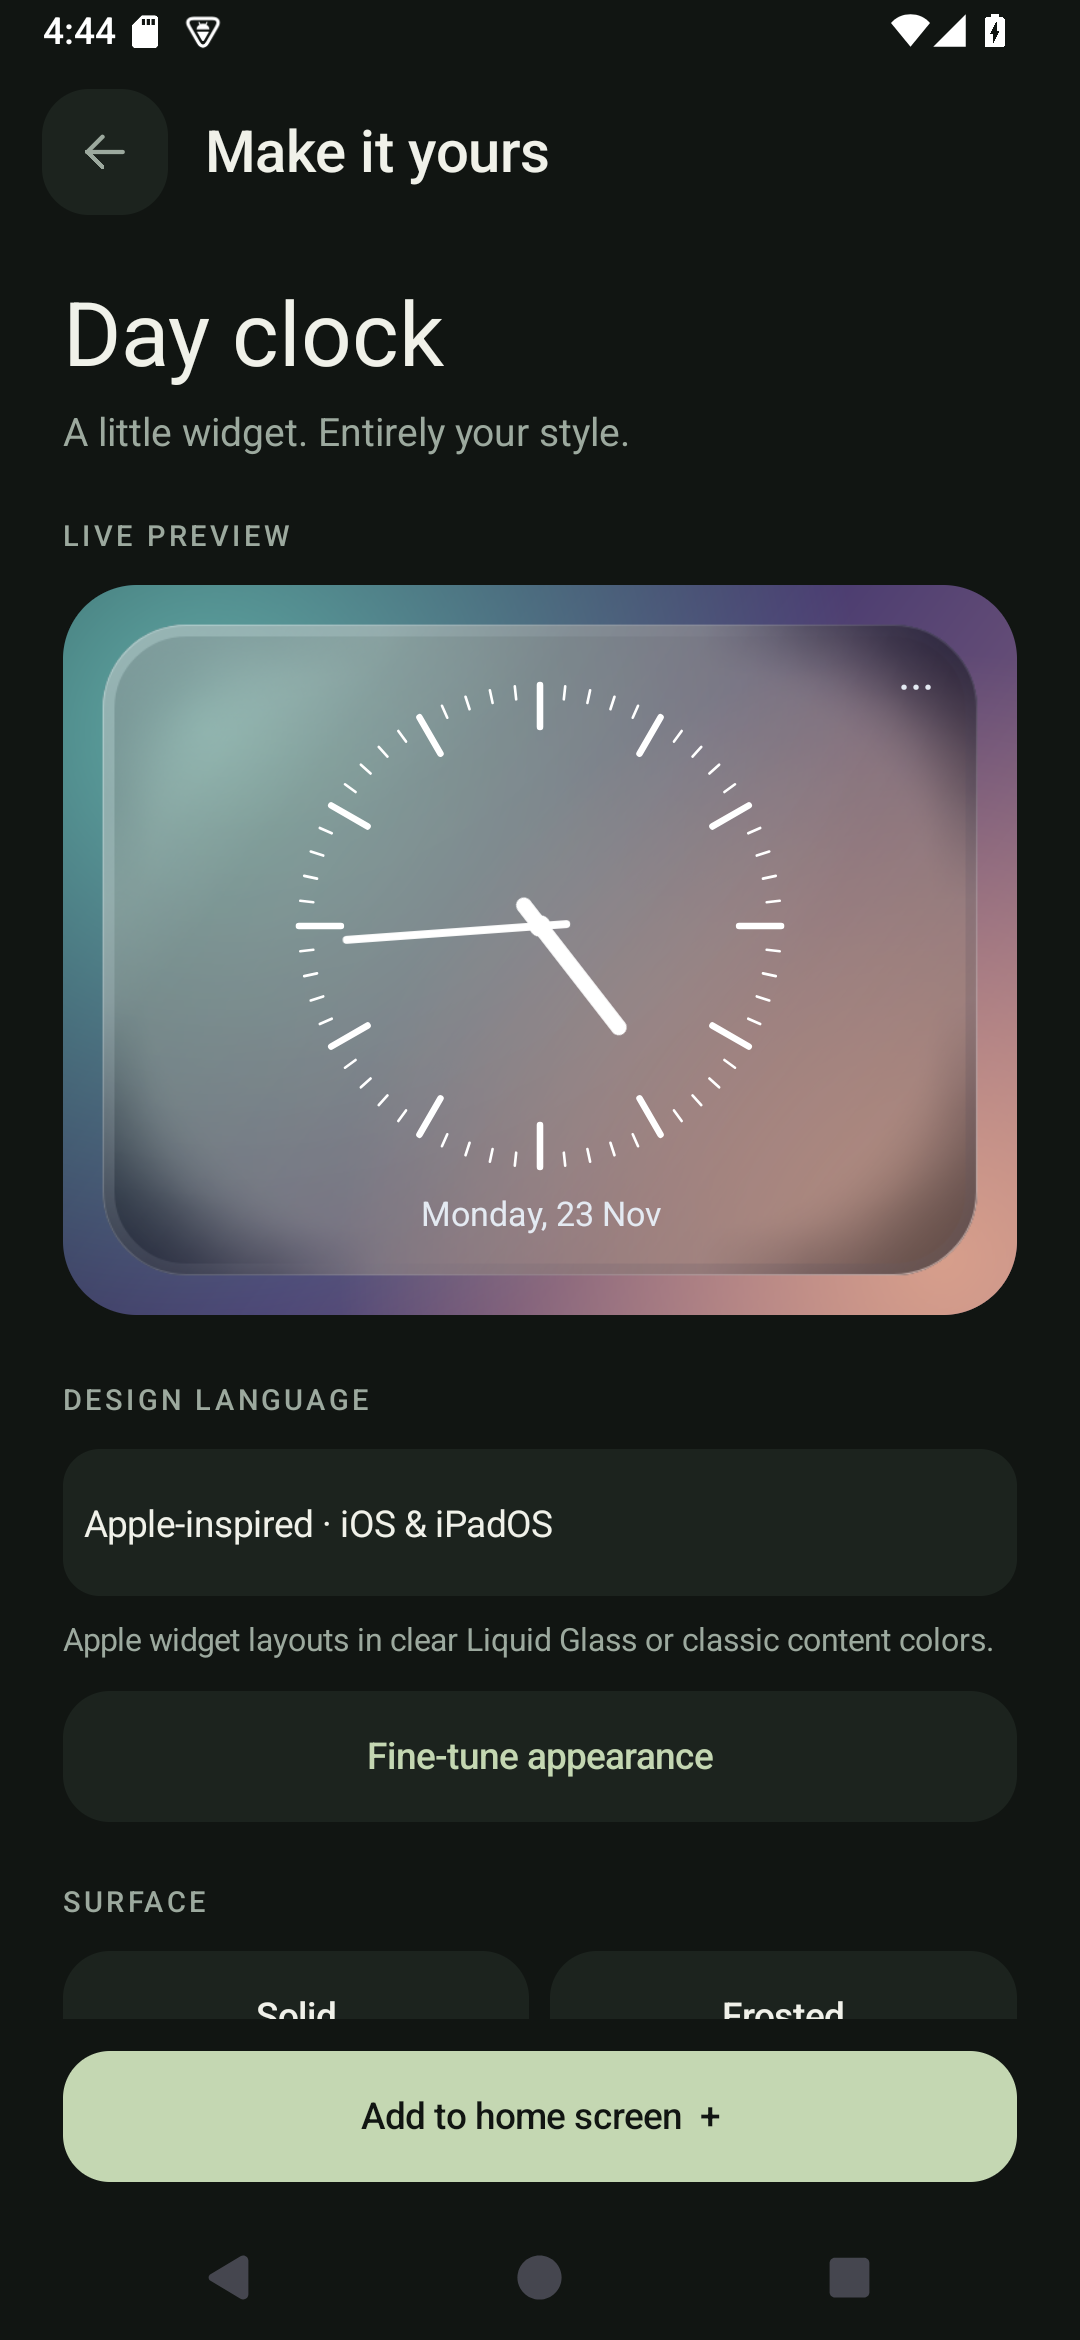 4:44
Make it yours
Day clock
A little widget. Entirely your style.
LIVE PREVIEW
Monday, 23 Nov
DESIGN LANGUAGE
Apple-inspired · iOS & iPadOS
Apple widget layouts in clear Liquid Glass or classic content colors.
Fine-tune appearance
SURFACE
Solid Frosted
Add to home screen +